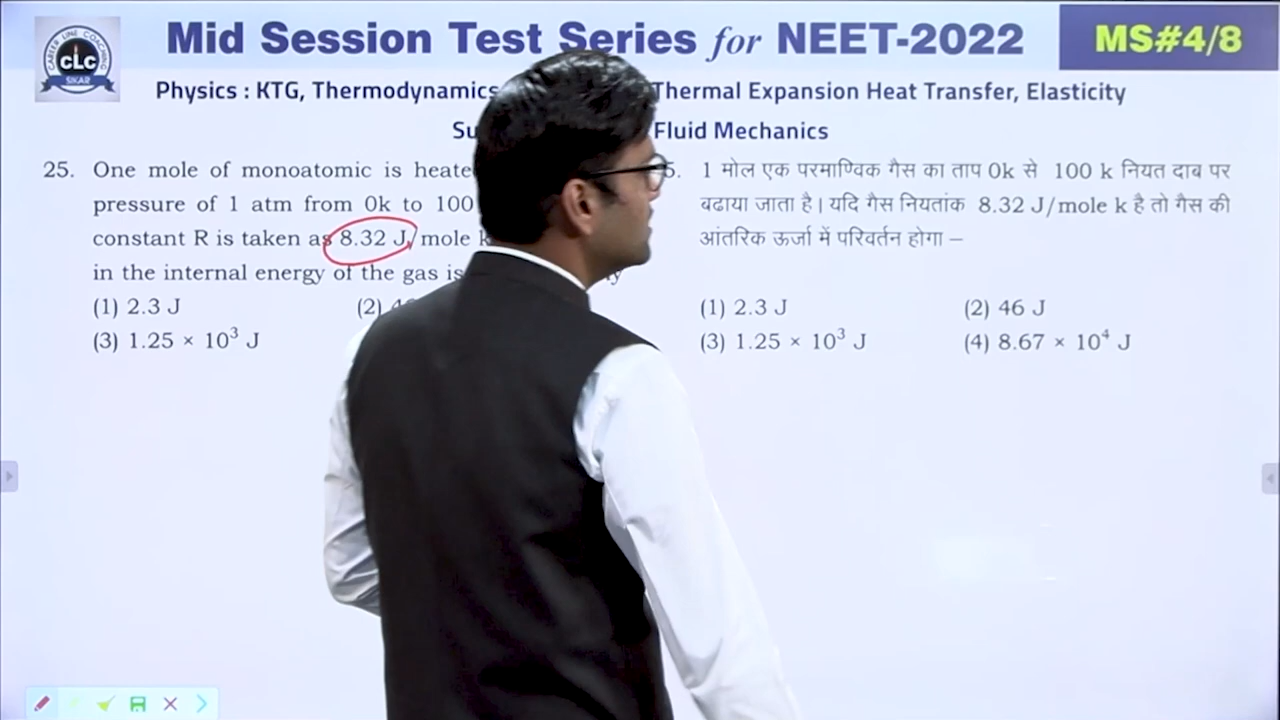 CAREER LINE COACHING
CLC
SIKAR
Mid Session Test Series for NEET-2022
MS#4/8
Physics : KTG, Thermodynamics
Thermal Expansion Heat Transfer, Elasticity
Su
Fluid Mechanics
25. One mole of monoatomic is heate
pressure of 1 atm from 0k to 100
constant R is taken as 8.32 J/mole k
in the internal energy of the gas is
(1) 2.3 J (2)
(3) 1.25 × 10³ J
5. 1 मोल एक परमाण्विक गैस का ताप 0k से 100 k नियत दाब पर
बढाया जाता है। यदि गैस नियतांक 8.32 J/mole k है तो गैस की
आंतरिक ऊर्जा में परिवर्तन होगा –
(1) 2.3 J (2) 46 J
(3) 1.25 × 10³ J (4) 8.67 × 10⁴ J